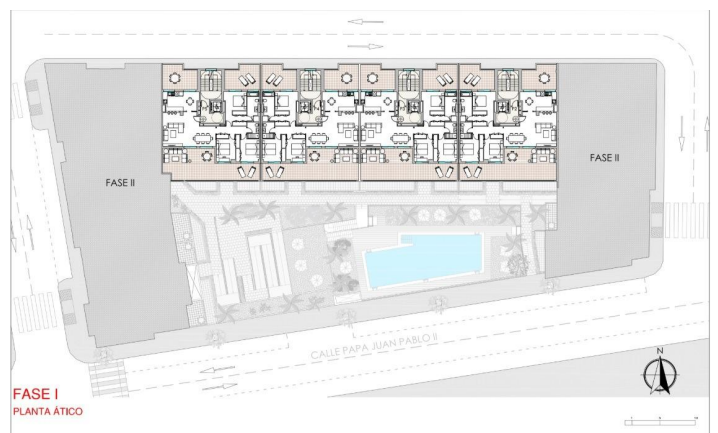 FASE II
FASE II
CALLE PAPA JUAN PABLO II
N
FASE I
PLANTA ÁTICO